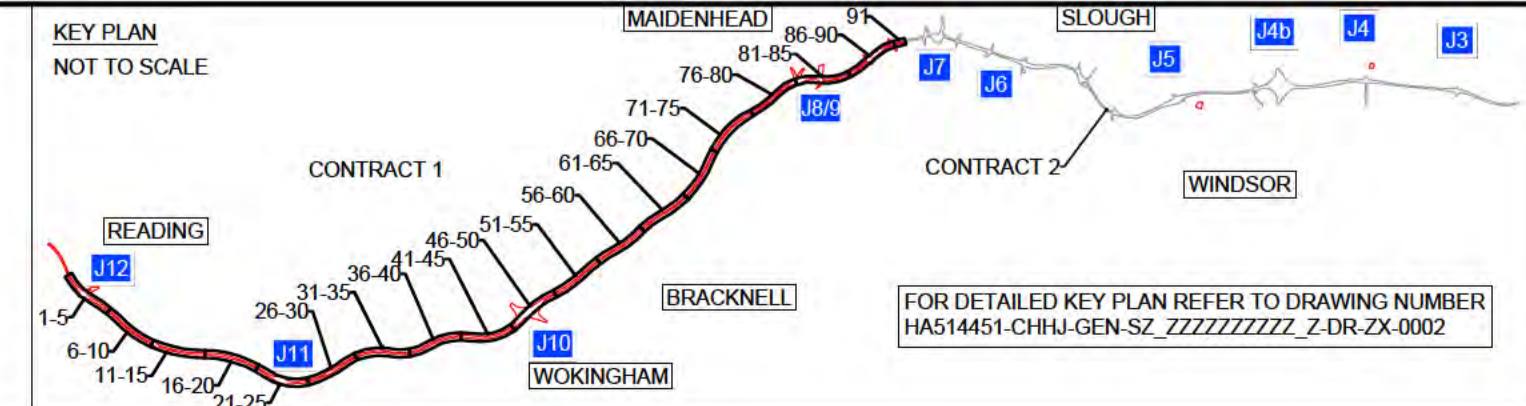 KEY PLAN
NOT TO SCALE
MAIDENHEAD
91
SLOUGH
86-90
81-85
76-80
71-75
66-70
61-65
56-60
51-55
46-50
41-45
36-40
31-35
26-30
J7
J6
J5
J4b
J4
J3
J8/9
CONTRACT 1
CONTRACT 2
WINDSOR
READING
J12
1-5
6-10
11-15
16-20
21-25
J11
J10
WOKINGHAM
BRACKNELL
FOR DETAILED KEY PLAN REFER TO DRAWING NUMBER
HA514451-CHHJ-GEN-SZ_ZZZZZZZZZZ_Z-DR-ZX-0002